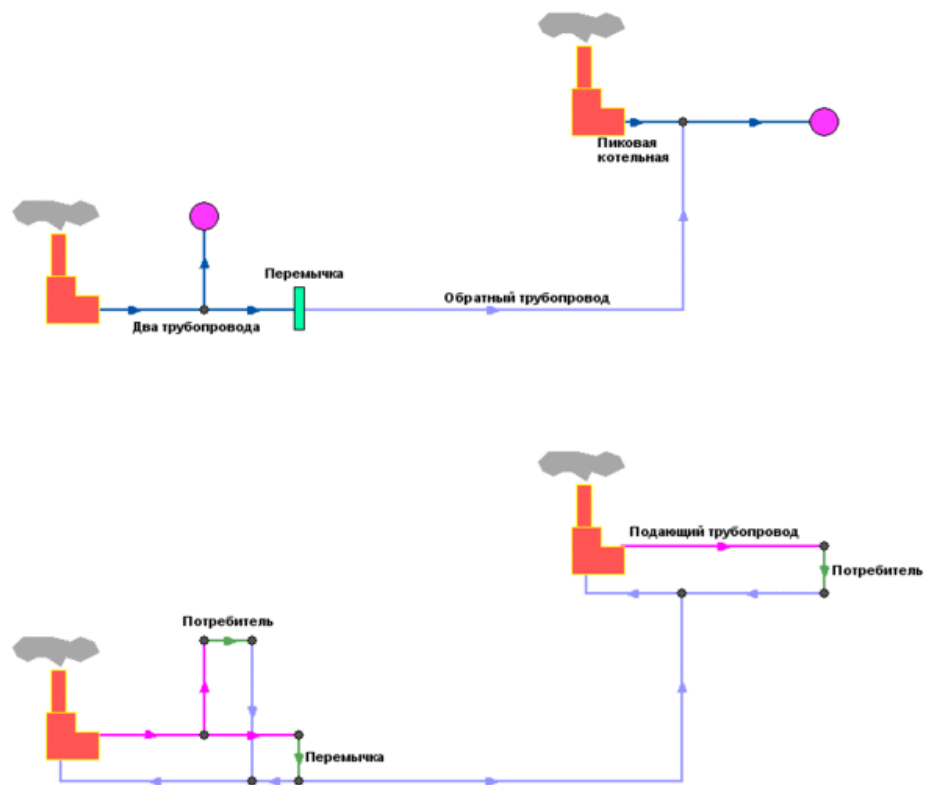 Пиковая
котельная
Перемычка
Обратный трубопровод
Два трубопровода
Подающий трубопровод
Потребитель
Потребитель
Перемычка